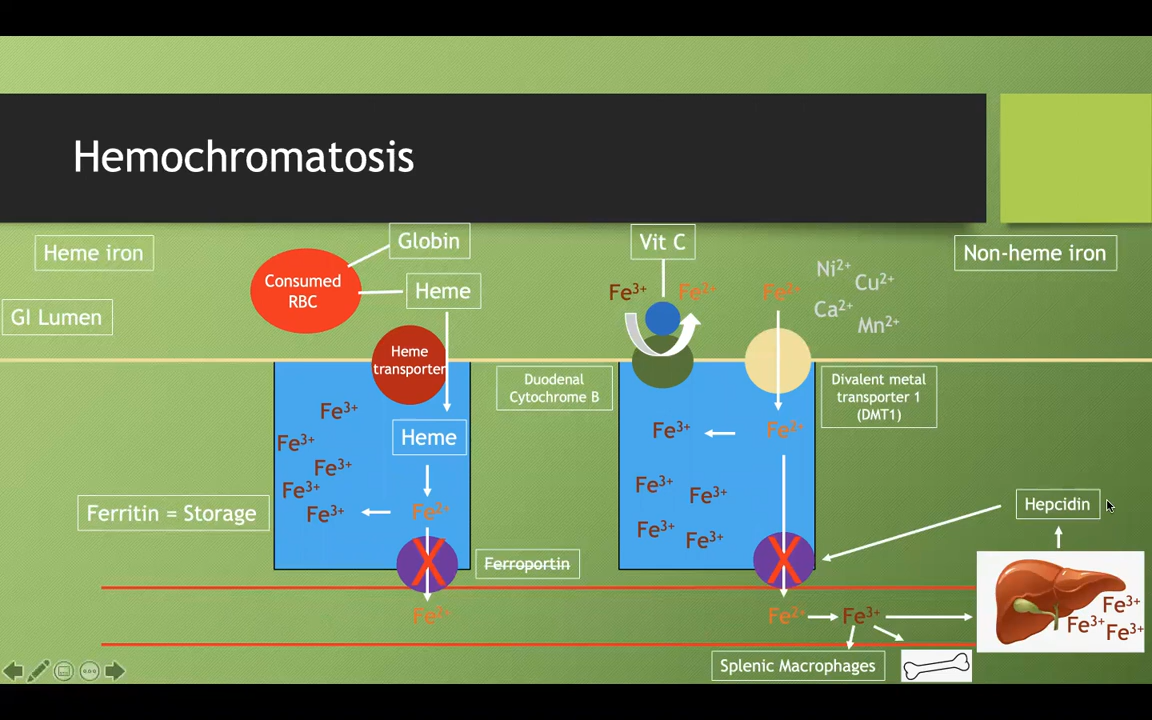 Hemochromatosis
Heme iron
Globin
Vit C
Non-heme iron
Consumed
RBC
Heme
Fe³⁺
Fe²⁺
Fe²⁺
Ni²⁺
Cu²⁺
GI Lumen
Ca²⁺
Mn²⁺
Heme
transporter
Duodenal
Cytochrome B
Divalent metal
transporter 1
(DMT1)
Fe³⁺
Fe³⁺
Heme
Fe³⁺
Fe³⁺
Fe³⁺
Fe²⁺
Fe³⁺
Fe²⁺
Fe³⁺
Fe³⁺
Fe³⁺
Fe³⁺
Ferritin = Storage
Hepcidin
X
Ferroportin
X
Fe²⁺
Fe²⁺
Fe³⁺
Fe³⁺
Fe³⁺
Fe³⁺
Splenic Macrophages